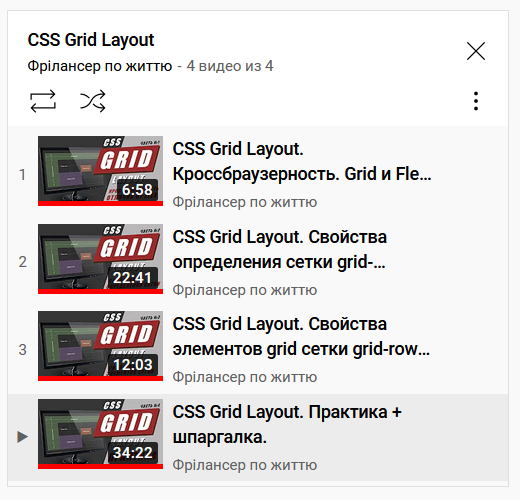 CSS Grid Layout
Фрілансер по життю - 4 видео из 4
CSS
GRID
6:58
1
CSS Grid Layout.
Кроссбраузерность. Grid и Fle...
Фрілансер по життю
CSS
GRID
22:41
2
CSS Grid Layout. Свойства
определения сетки grid-...
Фрілансер по життю
CSS
GRID
12:03
3
CSS Grid Layout. Свойства
элементов grid сетки grid-row...
Фрілансер по життю
CSS
GRID
34:22
CSS Grid Layout. Практика +
шпаргалка.
Фрілансер по життю